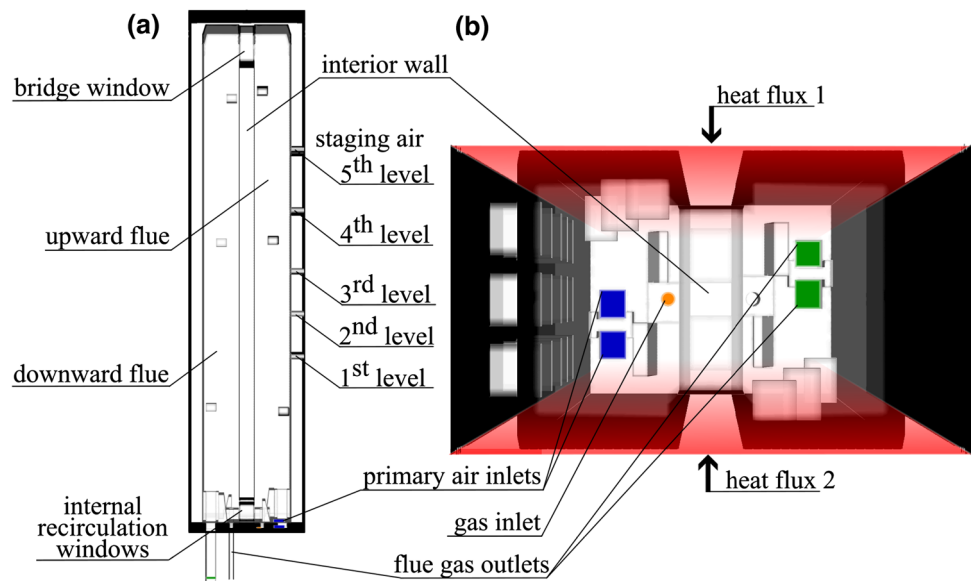 (a)
bridge window
upward flue
downward flue
internal
recirculation
windows
interior wall
staging air
5th level
4th level
3rd level
2nd level
1st level
(b)
heat flux 1
heat flux 2
primary air inlets
gas inlet
flue gas outlets